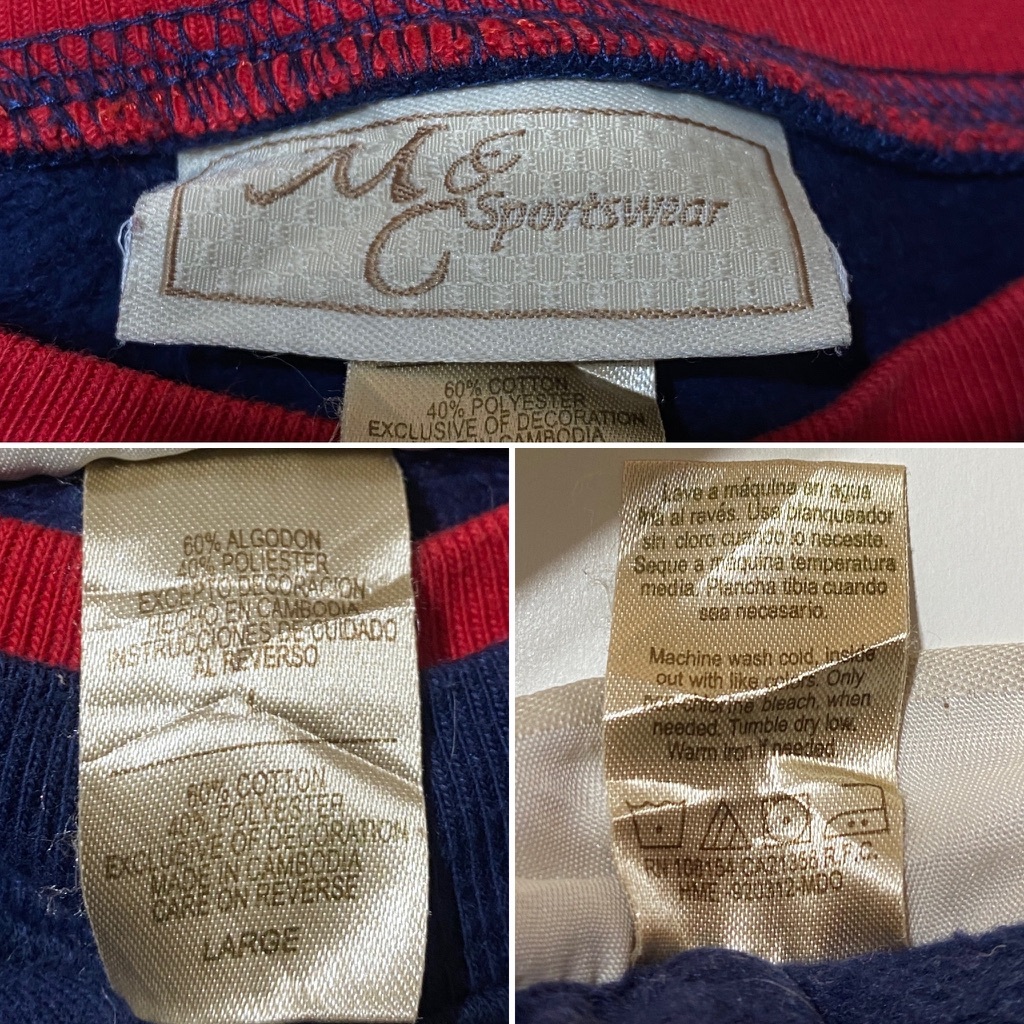 M & C Sportswear
60% COTTON
40% POLYESTER
EXCLUSIVE OF DECORATION
IN CAMBODIA
60% ALGODON
40% POLIESTER
EXCEPTO DECORACION
HECHO EN CAMBODIA
INSTRUCCIONES DE CUIDADO
AL REVERSO
60% COTTON
40% POLYESTER
EXCLUSIVE OF DECORATION
MADE IN CAMBODIA
CARE ON REVERSE
LARGE
Lave a máquina en agua
fria al ravés. Use blanqueador
sin cloro cuando lo necesite.
Seque a máquina temperatura
media. Plancha tibia cuando
sea necesario.
Machine wash cold, inside
out with like colors. Only
bleach, when
needed. Tumble dry low.
Warm iron if needed